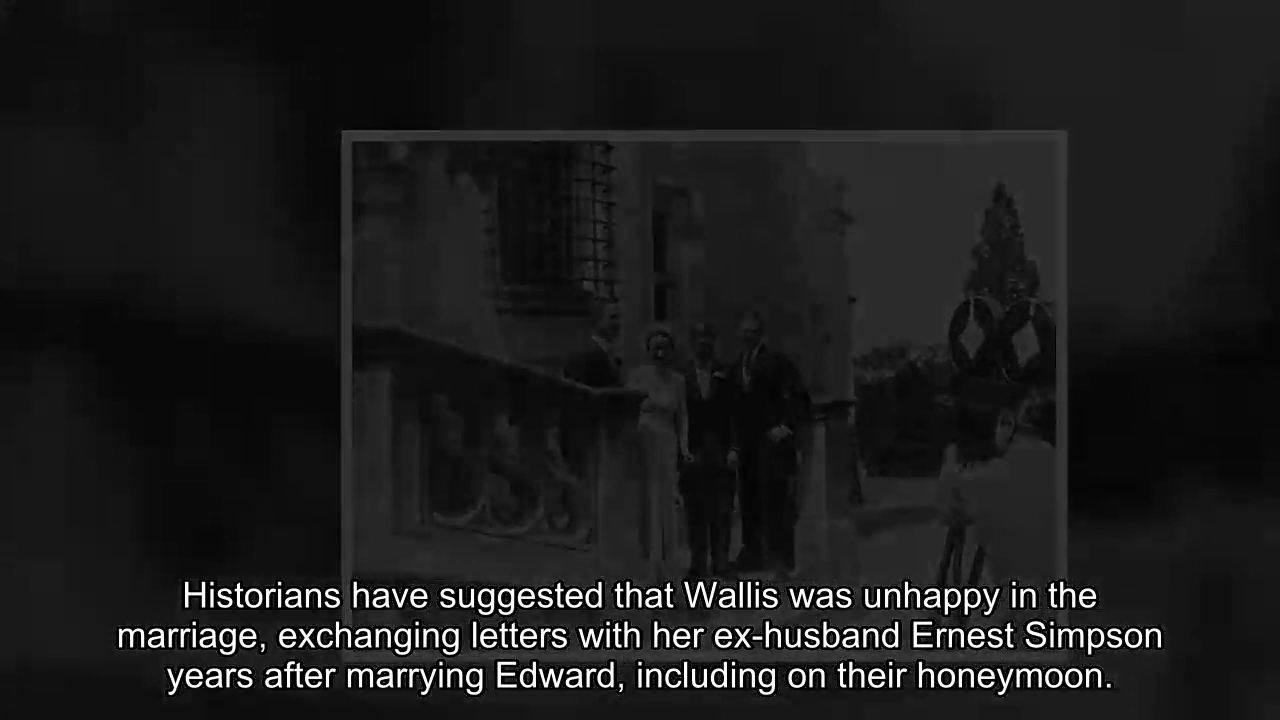 Historians have suggested that Wallis was unhappy in the
marriage, exchanging letters with her ex-husband Ernest Simpson
years after marrying Edward, including on their honeymoon.